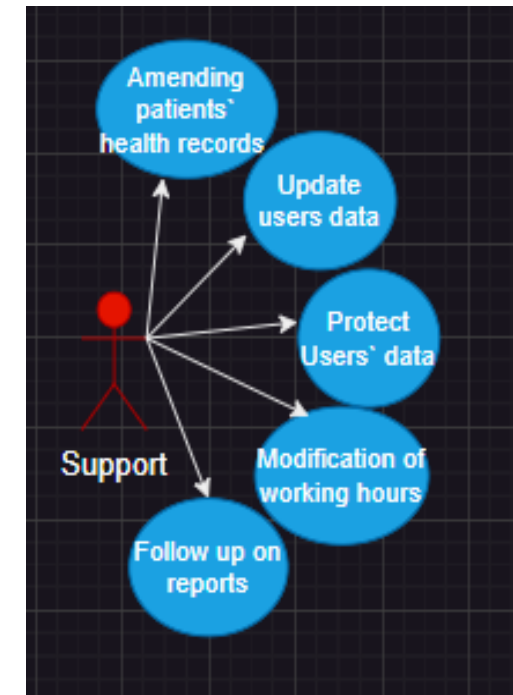 Amending
patients`
health records
Update
users data
Protect
Users` data
Support
Modification of
working hours
Follow up on
reports